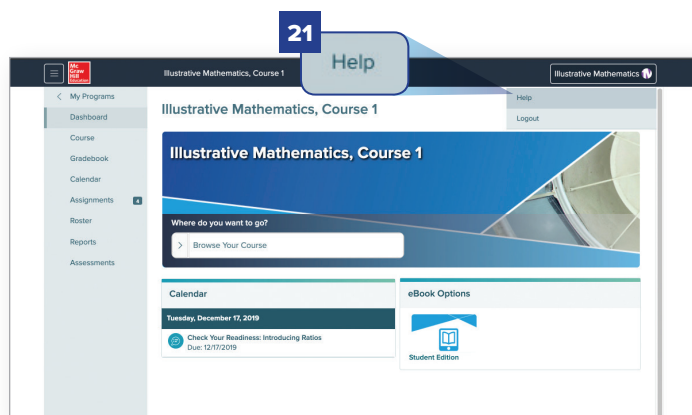 21
Help
Mc
Graw
Hill
Education
Illustrative Mathematics, Course 1
Illustrative Mathematics
< My Programs
Help
Logout
Dashboard
Course
Gradebook
Calendar
Assignments 4
Roster
Reports
Assessments
Illustrative Mathematics, Course 1
Illustrative Mathematics, Course 1
Where do you want to go?
> Browse Your Course
Calendar
Tuesday, December 17, 2019
Check Your Readiness: Introducing Ratios
Due: 12/17/2019
eBook Options
Student Edition